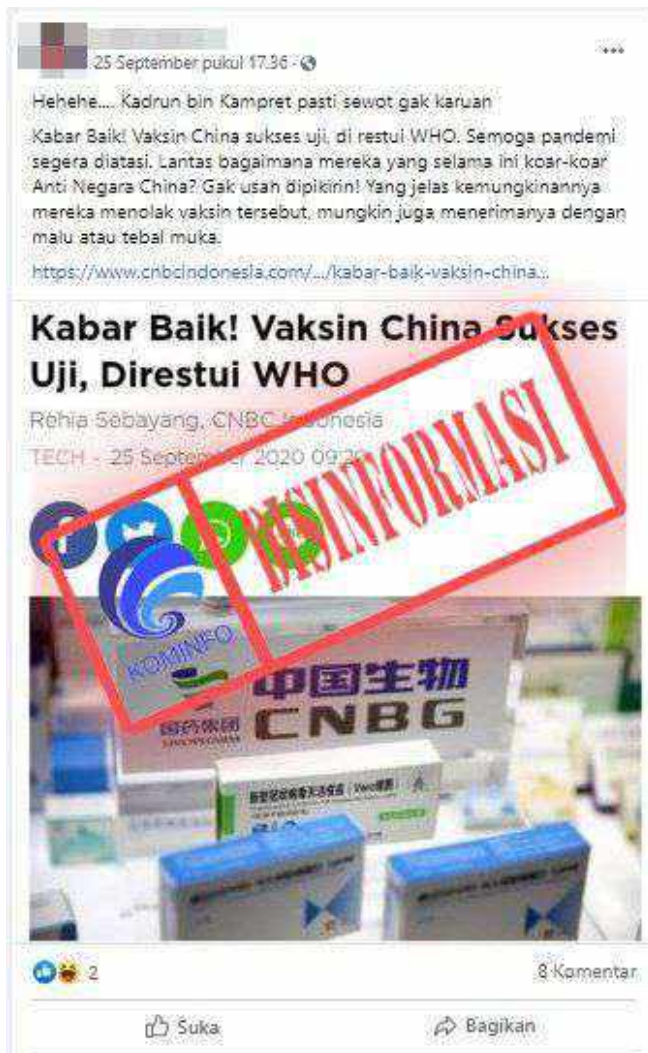 25 September pukul 17.36
Hehehe.... Kadrun bin Kampret pasti sewot gak karuan
Kabar Baik! Vaksin China sukses uji, di restui WHO. Semoga pandemi
segera diatasi. Lantas bagaimana mereka yang selama ini koar-koar
Anti Negara China? Gak usah dipikirin! Yang jelas kemungkinannya
mereka menolak vaksin tersebut, mungkin juga menerimanya dengan
malu atau tebal muka.
https://www.cnbcindonesia.com/.../kabar-baik-vaksin-china...
Kabar Baik! Vaksin China Sukses
Uji, Direstui WHO
Rehia Sebayang, CNBC Indonesia
TECH - 25 September 2020 09:20
DISINFORMASI
KOMINFO
中国生物
国药集团
CNBG
SINOPHARM
2
8 Komentar
Suka
Bagikan